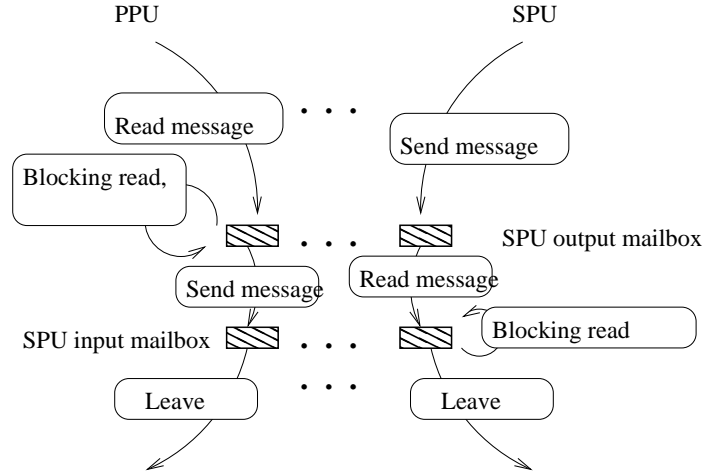 PPU
SPU
Read message
Send message
Blocking read,
SPU output mailbox
Send message
Read message
SPU input mailbox
Blocking read
Leave
Leave